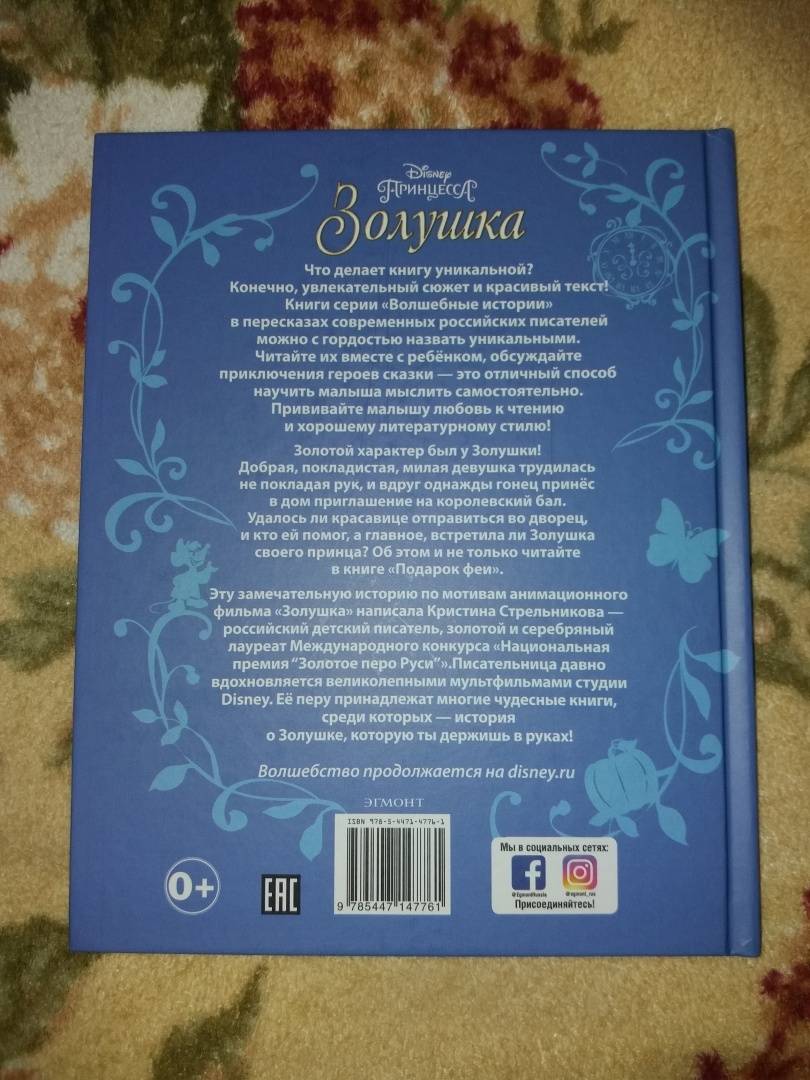 Disney
ПРИНЦЕССА
Золушка
Что делает книгу уникальной?
Конечно, увлекательный сюжет и красивый текст!
Книги серии «Волшебные истории»
в пересказах современных российских писателей
можно с гордостью назвать уникальными.
Читайте их вместе с ребёнком, обсуждайте
приключения героев сказки — это отличный способ
научить малыша мыслить самостоятельно.
Прививайте малышу любовь к чтению
и хорошему литературному стилю!
Золотой характер был у Золушки!
Добрая, покладистая, милая девушка трудилась
не покладая рук, и вдруг однажды гонец принёс
в дом приглашение на королевский бал.
Удалось ли красавице отправиться во дворец,
и кто ей помог, а главное, встретила ли Золушка
своего принца? Об этом и не только читайте
в книге «Подарок феи».
Эту замечательную историю по мотивам анимационного
фильма «Золушка» написала Кристина Стрельникова —
российский детский писатель, золотой и серебряный
лауреат Международного конкурса «Национальная
премия “Золотое перо Руси”».Писательница давно
вдохновляется великолепными мультфильмами студии
Disney. Её перу принадлежат многие чудесные книги,
среди которых — история
о Золушке, которую ты держишь в руках!
Волшебство продолжается на disney.ru
ЭГМОНТ
ISBN 978-5-4471-4776-1
9 785447 147761
0+
EAC
Мы в социальных сетях:
@EgmontRussia @egmont_rus
Присоединяйтесь!